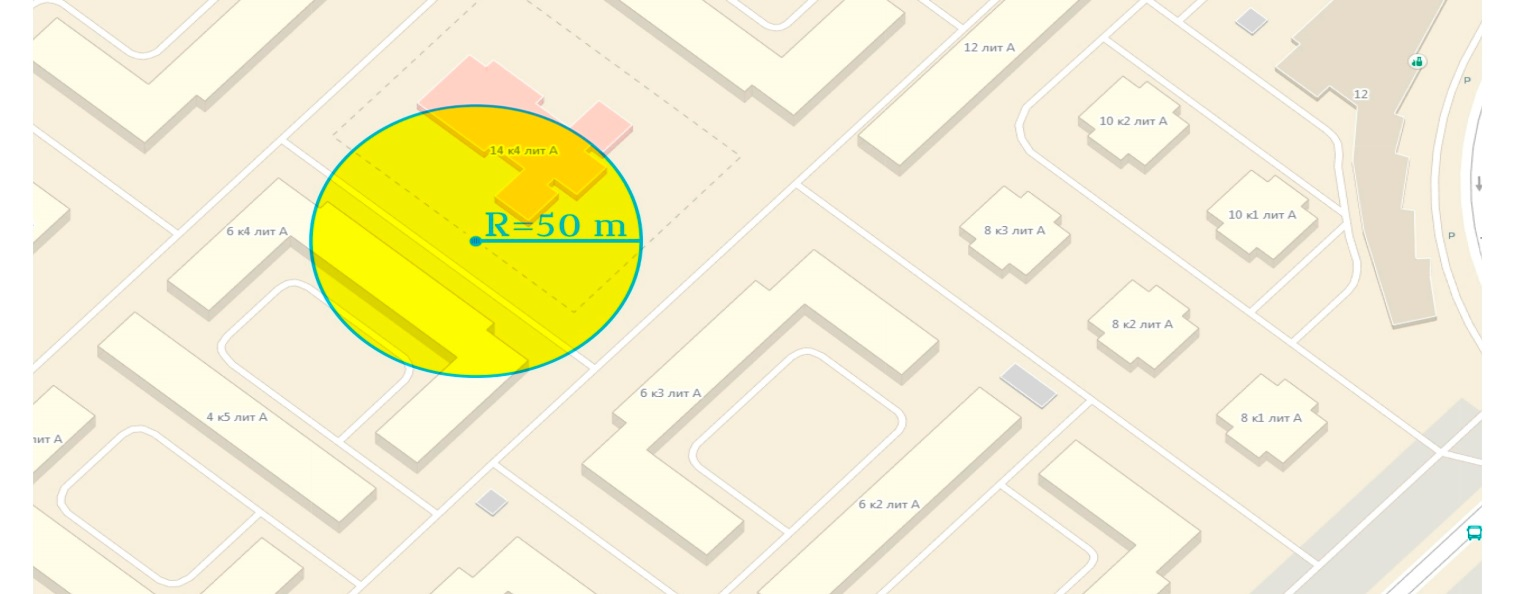 12 лит А
12
P
10 к2 лит А
14 к4 лит А
10 к1 лит А
R=50 m
6 к4 лит А
8 к3 лит А
P
8 к2 лит А
6 к3 лит А
4 к5 лит А
8 к1 лит А
лит А
6 к2 лит А